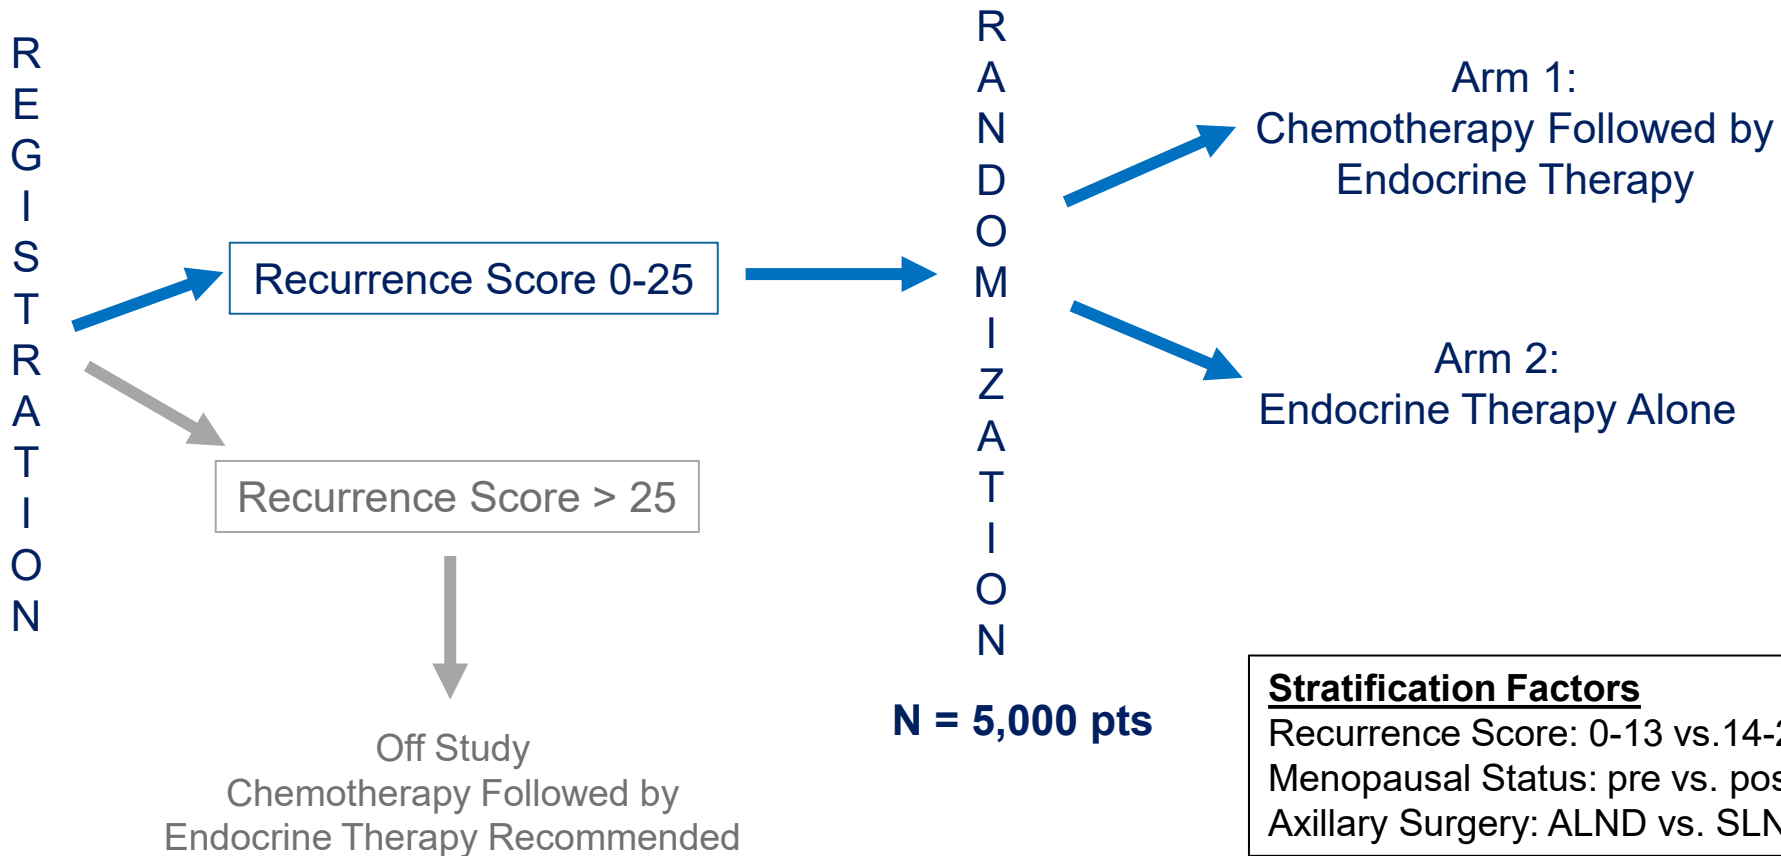 REGISTRATION
Recurrence Score 0-25
Recurrence Score > 25
Off Study
Chemotherapy Followed by
Endocrine Therapy Recommended
RANDOMIZATION
N = 5,000 pts
Arm 1:
Chemotherapy Followed by
Endocrine Therapy
Arm 2:
Endocrine Therapy Alone
Stratification Factors
Recurrence Score: 0-13 vs.14-
Menopausal Status: pre vs.
Axillary Surgery: ALND vs.